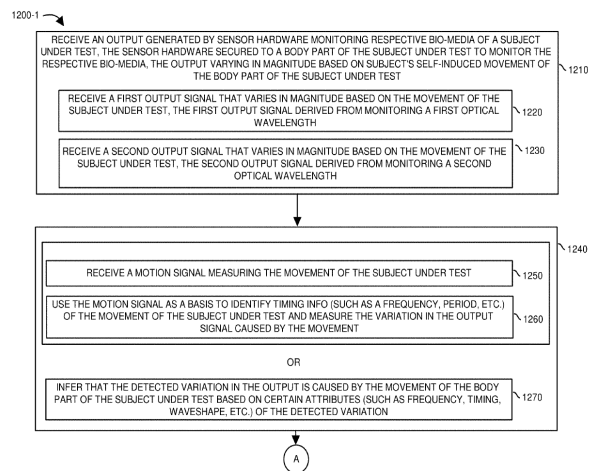 1200-1
RECEIVE AN OUTPUT GENERATED BY SENSOR HARDWARE MONITORING RESPECTIVE BIO-MEDIA OF A SUBJECT
UNDER TEST, THE SENSOR HARDWARE SECURED TO A BODY PART OF THE SUBJECT UNDER TEST TO MONITOR THE
RESPECTIVE BIO-MEDIA, THE OUTPUT VARYING IN MAGNITUDE BASED ON SUBJECT'S SELF-INDUCED MOVEMENT OF
THE BODY PART OF THE SUBJECT UNDER TEST
1210
RECEIVE A FIRST OUTPUT SIGNAL THAT VARIES IN MAGNITUDE BASED ON THE MOVEMENT OF THE
SUBJECT UNDER TEST, THE FIRST OUTPUT SIGNAL DERIVED FROM MONITORING A FIRST OPTICAL
WAVELENGTH
1220
RECEIVE A SECOND OUTPUT SIGNAL THAT VARIES IN MAGNITUDE BASED ON THE MOVEMENT OF THE
SUBJECT UNDER TEST, THE SECOND OUTPUT SIGNAL DERIVED FROM MONITORING A SECOND
OPTICAL WAVELENGTH
1230
1240
RECEIVE A MOTION SIGNAL MEASURING THE MOVEMENT OF THE SUBJECT UNDER TEST
1250
USE THE MOTION SIGNAL AS A BASIS TO IDENTIFY TIMING INFO (SUCH AS A FREQUENCY, PERIOD, ETC.)
OF THE MOVEMENT OF THE SUBJECT UNDER TEST AND MEASURE THE VARIATION IN THE OUTPUT
SIGNAL CAUSED BY THE MOVEMENT
1260
OR
INFER THAT THE DETECTED VARIATION IN THE OUTPUT IS CAUSED BY THE MOVEMENT OF THE BODY
PART OF THE SUBJECT UNDER TEST BASED ON CERTAIN ATTRIBUTES (SUCH AS FREQUENCY, TIMING,
WAVESHAPE, ETC.) OF THE DETECTED VARIATION
1270
A